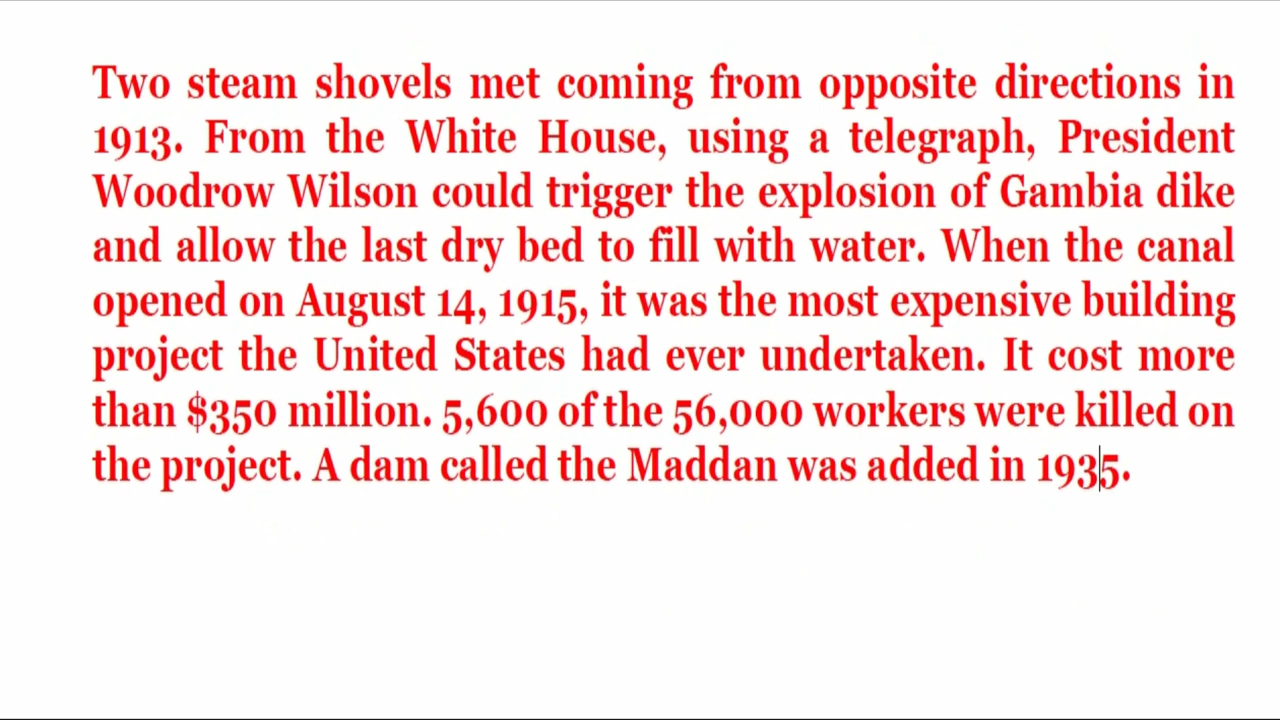 Two steam shovels met coming from opposite directions in
1913. From the White House, using a telegraph, President
Woodrow Wilson could trigger the explosion of Gambia dike
and allow the last dry bed to fill with water. When the canal
opened on August 14, 1915, it was the most expensive building
project the United States had ever undertaken. It cost more
than $350 million. 5,600 of the 56,000 workers were killed on
the project. A dam called the Maddan was added in 1935.